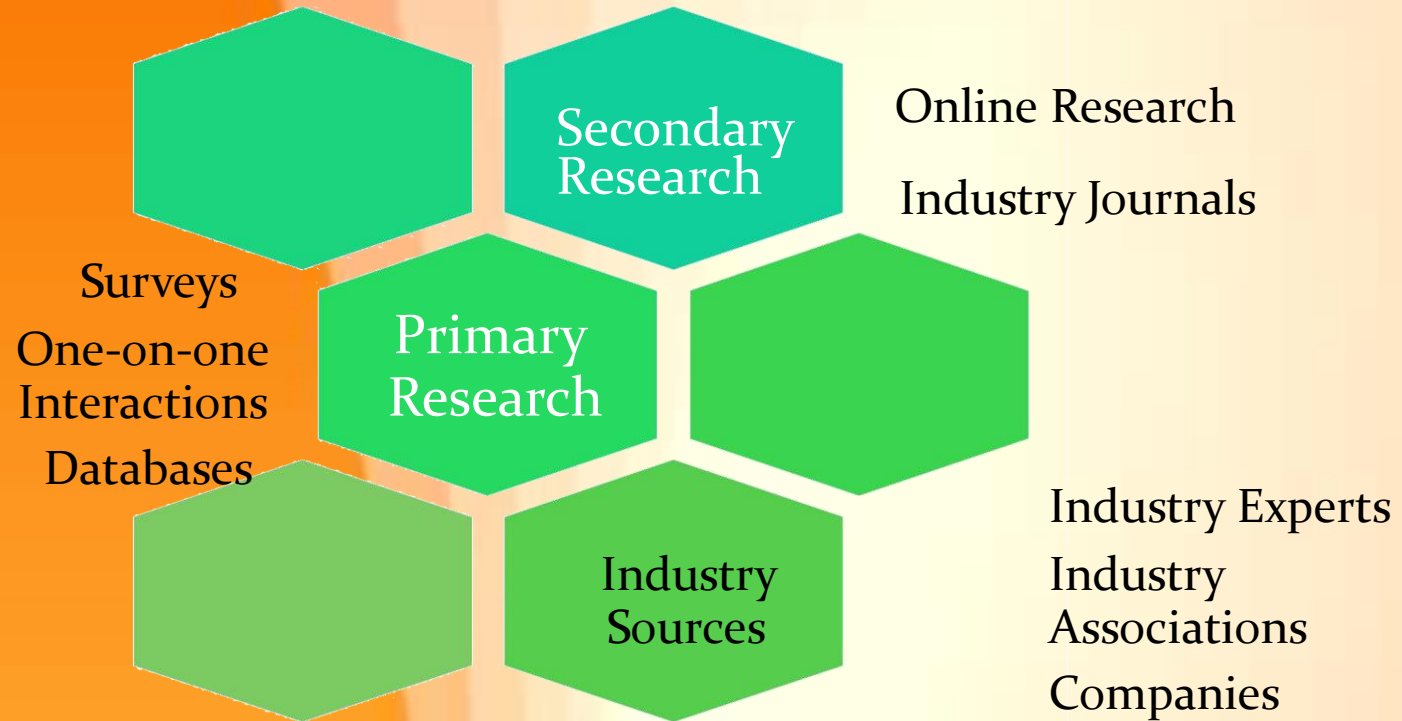 Secondary
Research
Online Research
Industry Journals
Surveys
One-on-one
Interactions
Databases
Primary
Research
Industry
Sources
Industry Experts
Industry
Associations
Companies